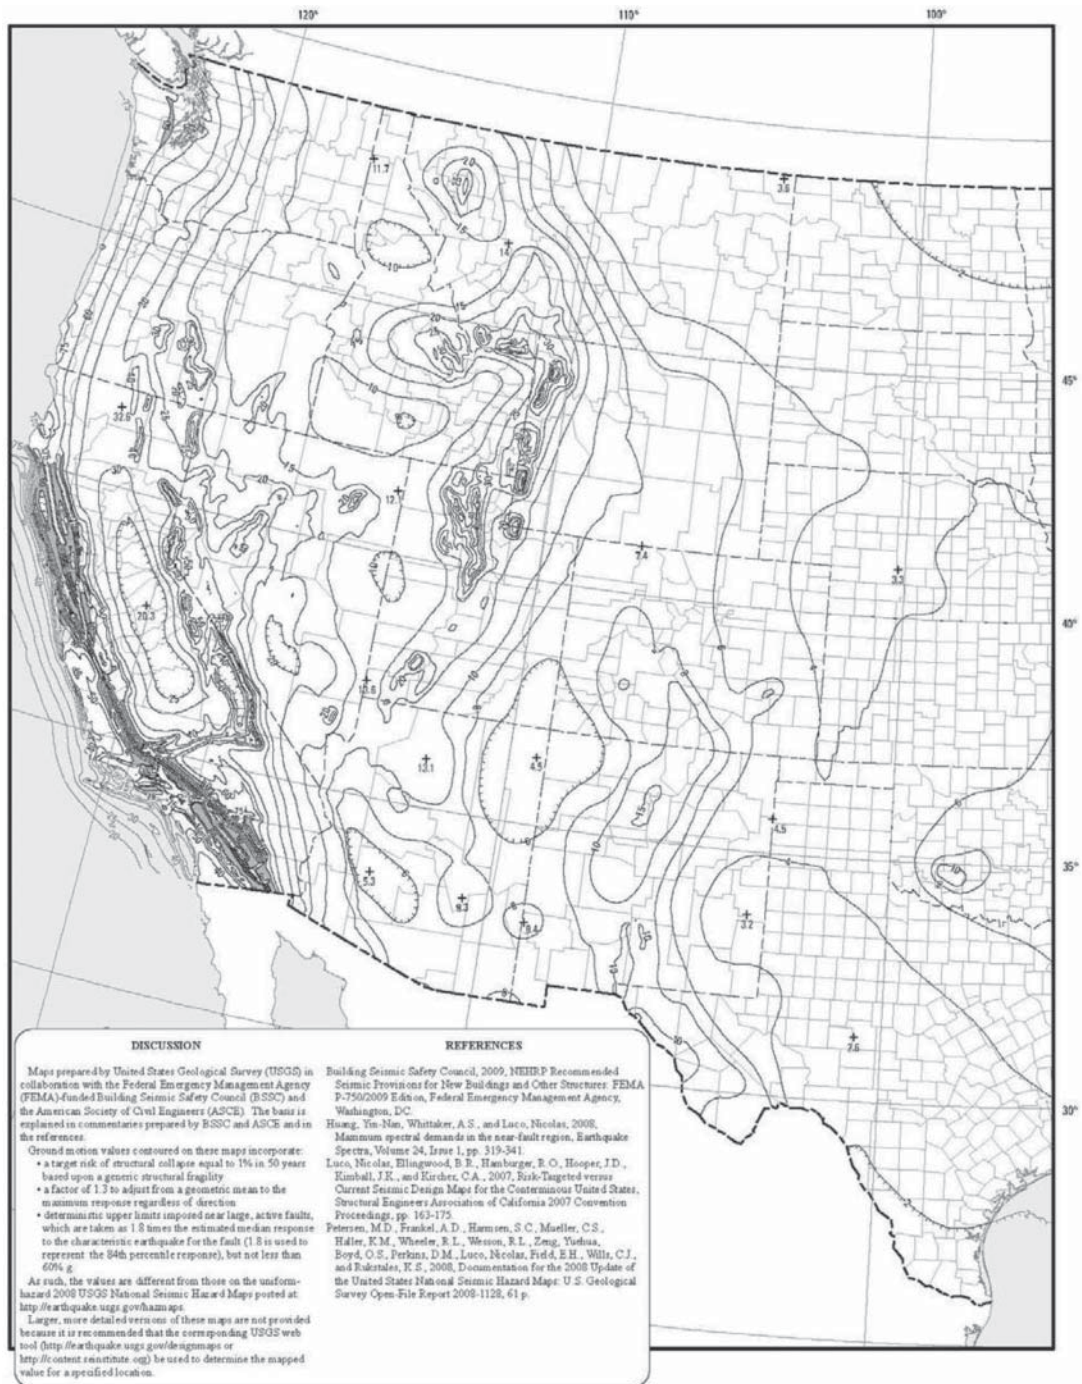 120°
110°
100°
11.7
3.6
14
45°
32.6
12.1
7.4
3.3
20.3
40°
13.6
13.1
4.5
4.5
35°
5.3
8.3
9.4
3.2
7.6
30°
DISCUSSION
Maps prepared by United States Geological Survey (USGS) in
collaboration with the Federal Emergency Management Agency
(FEMA)-funded Building Seismic Safety Council (BSSC) and
the American Society of Civil Engineers (ASCE). The basis is
explained in commentaries prepared by BSSC and ASCE and in
the references.
Ground motion values contoured on these maps incorporate:
• a target risk of structural collapse equal to 1% in 50 years
based upon a generic structural fragility
• a factor of 1.3 to adjust from a geometric mean to the
maximum response regardless of direction
• deterministic upper limits imposed near large, active faults,
which are taken as 1.8 times the estimated median response
to the characteristic earthquake for the fault (1.8 is used to
represent the 84th percentile response), but not less than
60% g.
As such, the values are different from those on the uniform-
hazard 2008 USGS National Seismic Hazard Maps posted at:
http://earthquake.usgs.gov/hazmaps.
Larger, more detailed versions of these maps are not provided
because it is recommended that the corresponding USGS web
tool (http://earthquake.usgs.gov/designmaps or
http://content.seinstitute.org) be used to determine the mapped
value for a specified location.
REFERENCES
Building Seismic Safety Council, 2009, NEHRP Recommended
Seismic Provisions for New Buildings and Other Structures: FEMA
P-750/2009 Edition, Federal Emergency Management Agency,
Washington, DC.
Huang, Yin-Nan, Whittaker, A.S., and Luco, Nicolas, 2008,
Maximum spectral demands in the near-fault region, Earthquake
Spectra, Volume 24, Issue 1, pp. 319-341.
Luco, Nicolas, Ellingwood, B.R., Hamburger, R.O., Hooper, J.D.,
Kimball, J.K., and Kircher, C.A., 2007, Risk-Targeted versus
Current Seismic Design Maps for the Conterminous United States,
Structural Engineers Association of California 2007 Convention
Proceedings, pp. 163-175.
Petersen, M.D., Frankel, A.D., Harmsen, S.C., Mueller, C.S.,
Haller, K.M., Wheeler, R.L., Wesson, R.L., Zeng, Yuehua,
Boyd, O.S., Perkins, D.M., Luco, Nicolas, Field, E.H., Wills, C.J.,
and Rukstales, K.S., 2008, Documentation for the 2008 Update of
the United States National Seismic Hazard Maps: U.S. Geological
Survey Open-File Report 2008-1128, 61 p.